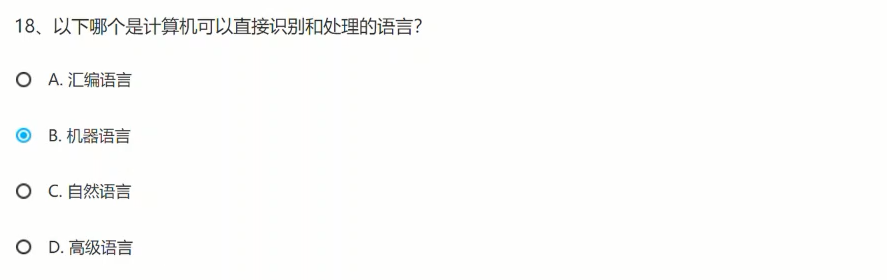 18、以下哪个是计算机可以直接识别和处理的语言？
A. 汇编语言
B. 机器语言
C. 自然语言
D. 高级语言